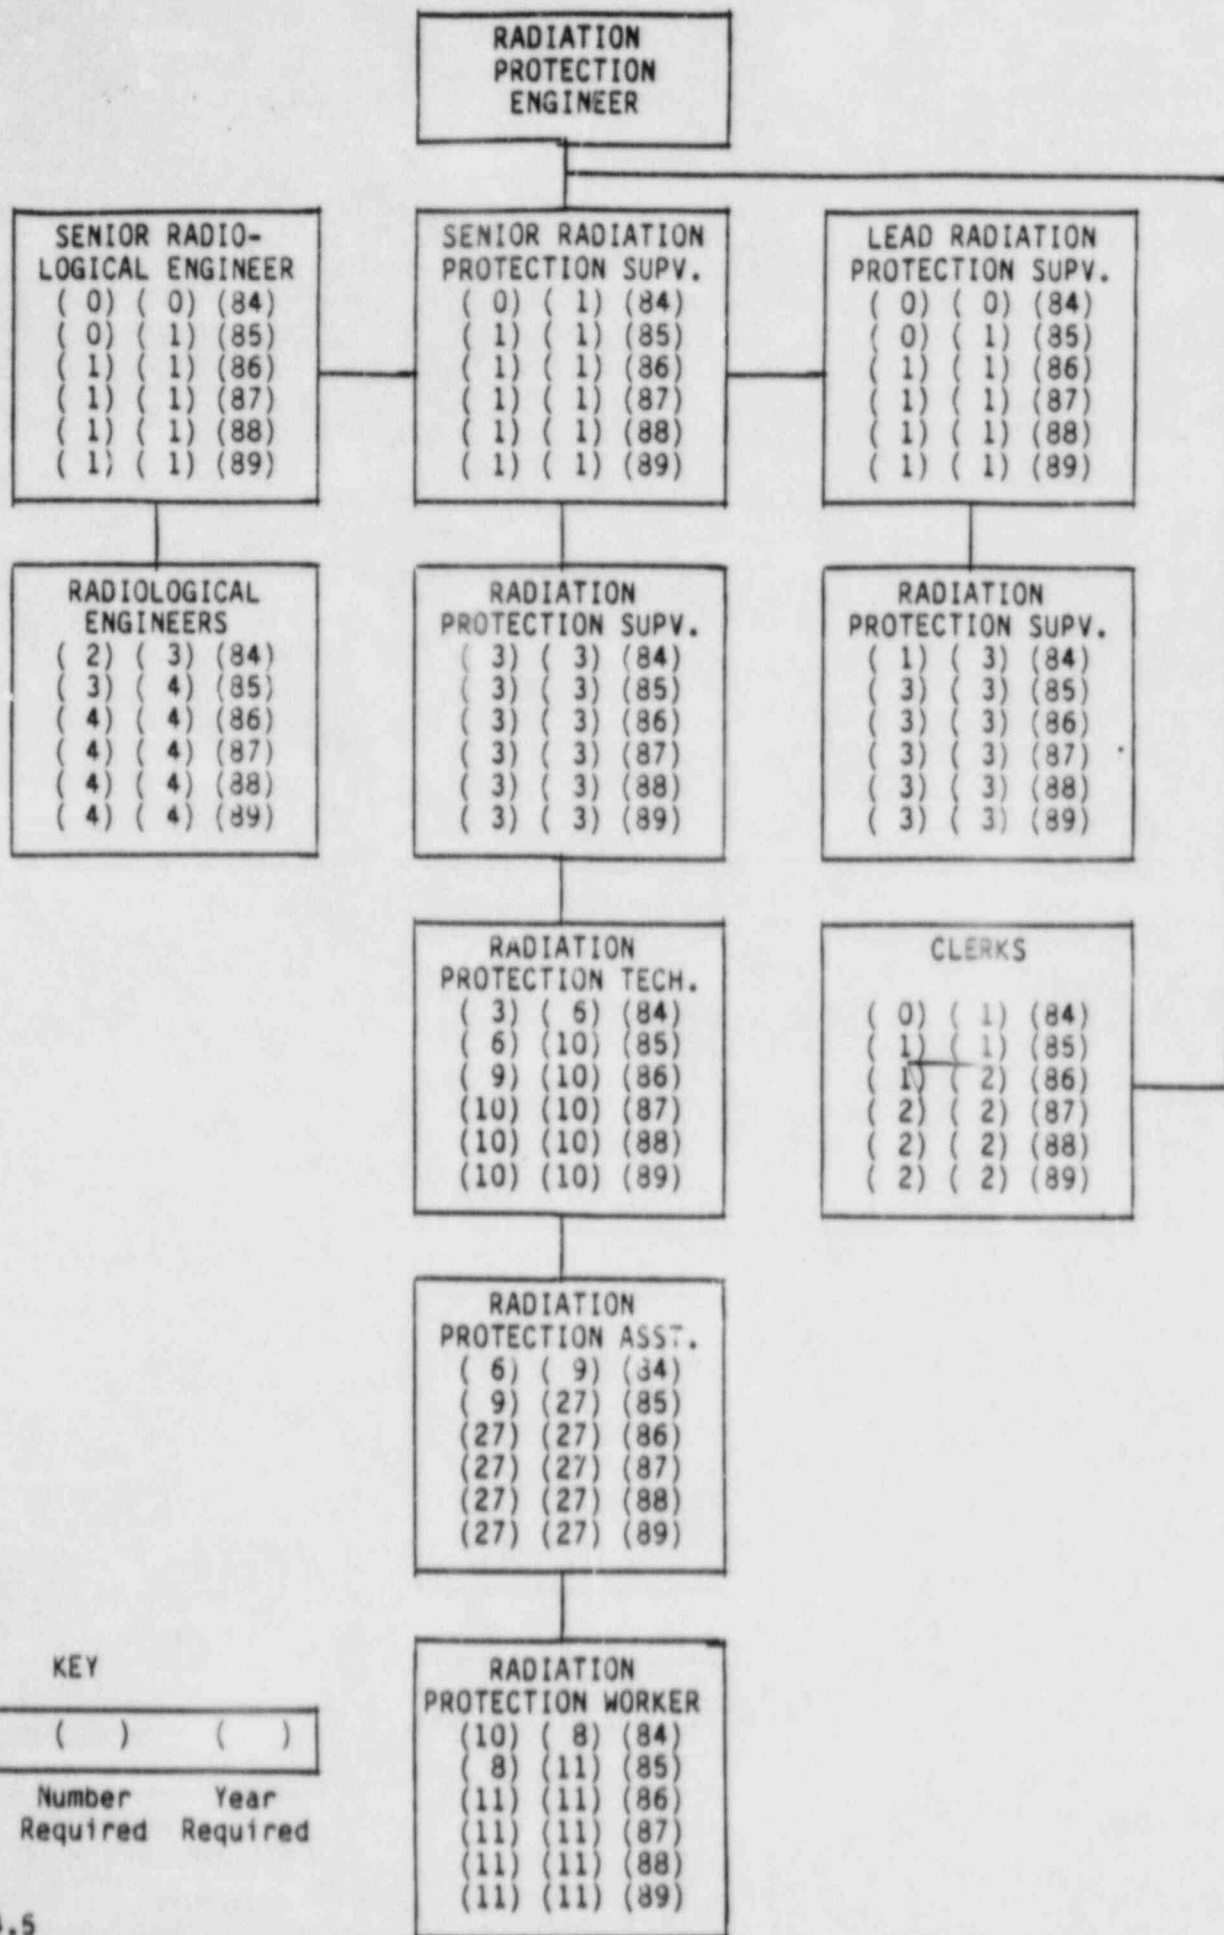 RADIATION
PROTECTION
ENGINEER
SENIOR RADIO-
LOGICAL ENGINEER
( 0) ( 0) (84)
( 0) ( 1) (85)
( 1) ( 1) (86)
( 1) ( 1) (87)
( 1) ( 1) (88)
( 1) ( 1) (89)
SENIOR RADIATION
PROTECTION SUPV.
( 0) ( 1) (84)
( 1) ( 1) (85)
( 1) ( 1) (86)
( 1) ( 1) (87)
( 1) ( 1) (88)
( 1) ( 1) (89)
LEAD RADIATION
PROTECTION SUPV.
( 0) ( 0) (84)
( 0) ( 1) (85)
( 1) ( 1) (86)
( 1) ( 1) (87)
( 1) ( 1) (88)
( 1) ( 1) (89)
RADIOLOGICAL
ENGINEERS
( 2) ( 3) (84)
( 3) ( 4) (85)
( 4) ( 4) (86)
( 4) ( 4) (87)
( 4) ( 4) (88)
( 4) ( 4) (89)
RADIATION
PROTECTION SUPV.
( 3) ( 3) (84)
( 3) ( 3) (85)
( 3) ( 3) (86)
( 3) ( 3) (87)
( 3) ( 3) (88)
( 3) ( 3) (89)
RADIATION
PROTECTION SUPV.
( 1) ( 3) (84)
( 3) ( 3) (85)
( 3) ( 3) (86)
( 3) ( 3) (87)
( 3) ( 3) (88)
( 3) ( 3) (89)
RADIATION
PROTECTION TECH.
( 3) ( 6) (84)
( 6) (10) (85)
( 9) (10) (86)
(10) (10) (87)
(10) (10) (88)
(10) (10) (89)
CLERKS
( 0) ( 1) (84)
( 1) ( 1) (85)
( 1) ( 2) (86)
( 2) ( 2) (87)
( 2) ( 2) (88)
( 2) ( 2) (89)
RADIATION
PROTECTION ASST.
( 6) ( 9) (84)
( 9) (27) (85)
(27) (27) (86)
(27) (27) (87)
(27) (27) (88)
(27) (27) (89)
RADIATION
PROTECTION WORKER
(10) ( 8) (84)
( 8) (11) (85)
(11) (11) (86)
(11) (11) (87)
(11) (11) (88)
(11) (11) (89)
KEY
( ) ( )
Number Year
Required Required
.5